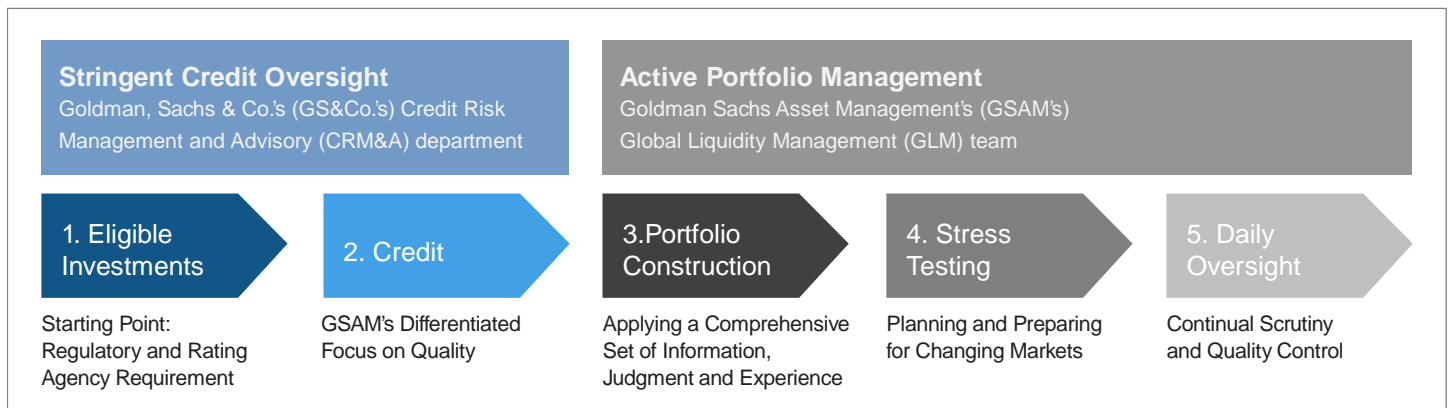 Stringent Credit Oversight
Goldman, Sachs & Co.’s (GS&Co.’s) Credit Risk
Management and Advisory (CRM&A) department
Active Portfolio Management
Goldman Sachs Asset Management’s (GSAM’s)
Global Liquidity Management (GLM) team
1. Eligible
Investments
2. Credit
3.Portfolio
Construction
4. Stress
Testing
5. Daily
Oversight
Starting Point:
Regulatory and Rating
Agency Requirement
GSAM’s Differentiated
Focus on Quality
Applying a Comprehensive
Set of Information,
Judgment and Experience
Planning and Preparing
for Changing Markets
Continual Scrutiny
and Quality Control